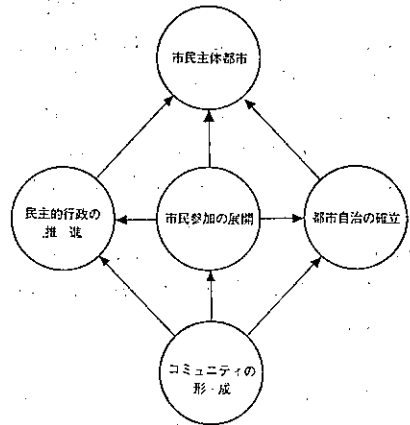 市民主体都市
民主的行政の
推進
市民参加の展開
都市自治の確立
コミュニティの
形成